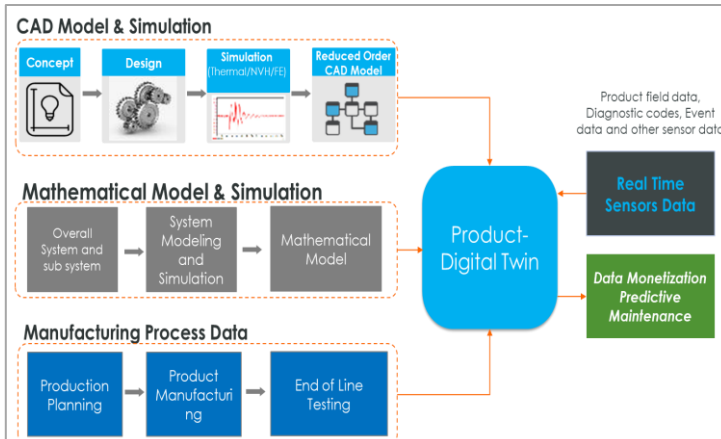 CAD Model & Simulation
Concept
Design
Simulation
(Thermal/NVH/FE)
Reduced Order
CAD Model
Product field data,
Diagnostic codes, Event
data and other sensor data
Real Time
Sensors Data
Mathematical Model & Simulation
Overall
System and
sub system
System
Modeling
and
Simulation
Mathematical
Model
Product-
Digital Twin
Data Monetization
Predictive
Maintenance
Manufacturing Process Data
Production
Planning
Product
Manufacturi
ng
End of Line
Testing